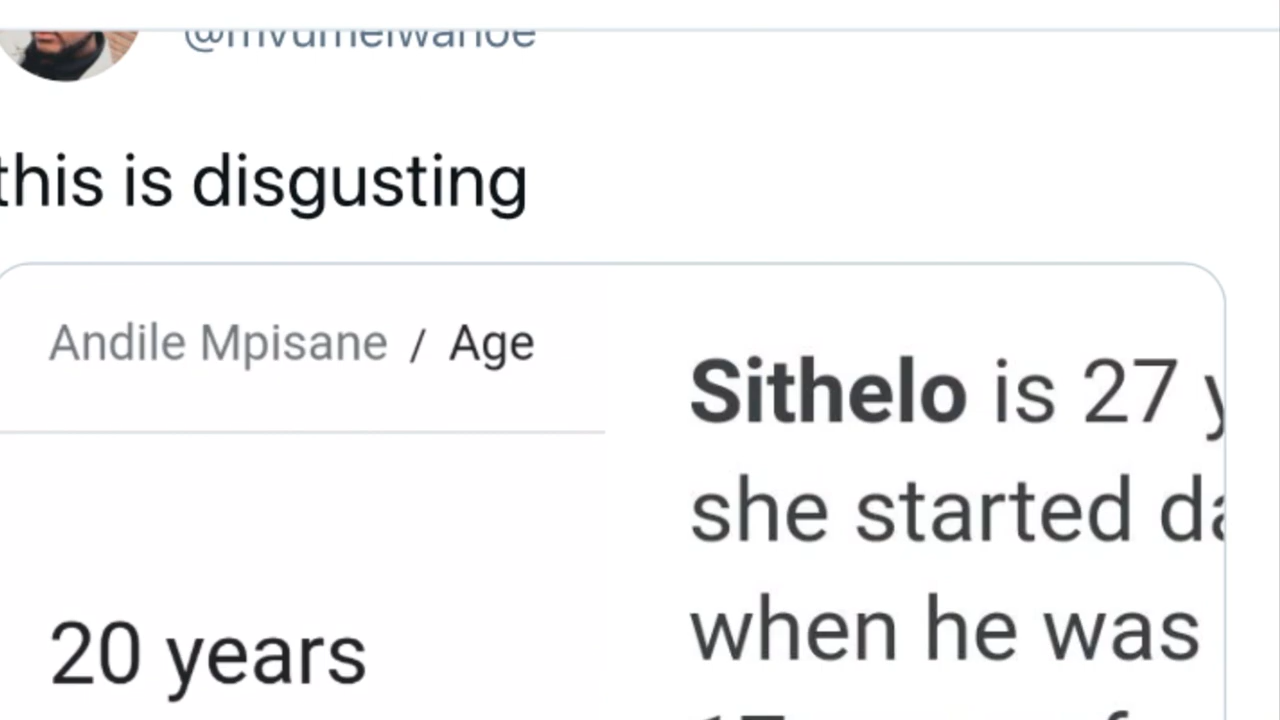 this is disgusting
Andile Mpisane / Age
Sithelo is 27
she started
when he was
20 years